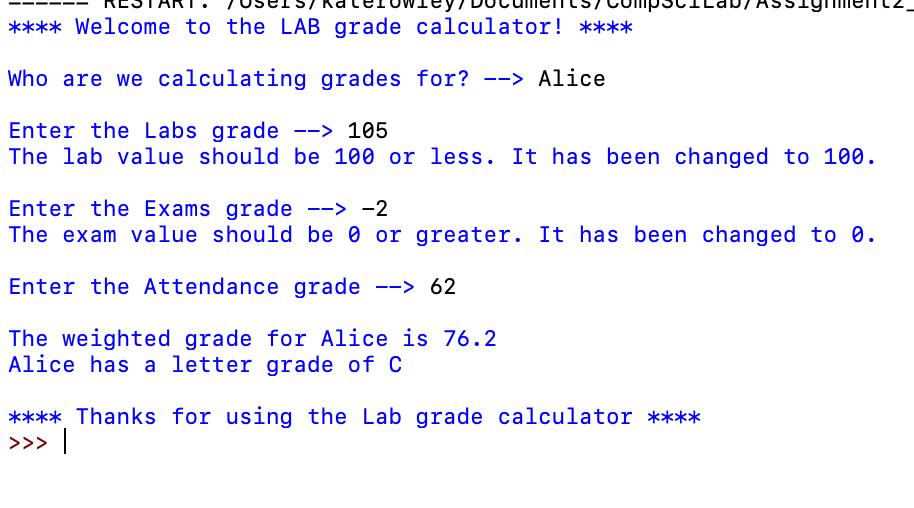 ====== RESTART: /Users/katerowley/Documents/CompSciLab/Assignment2_
**** Welcome to the LAB grade calculator! ****
Who are we calculating grades for? --> Alice
Enter the Labs grade --> 105
The lab value should be 100 or less. It has been changed to 100.
Enter the Exams grade --> -2
The exam value should be 0 or greater. It has been changed to 0.
Enter the Attendance grade --> 62
The weighted grade for Alice is 76.2
Alice has a letter grade of C
**** Thanks for using the Lab grade calculator ****
>>>